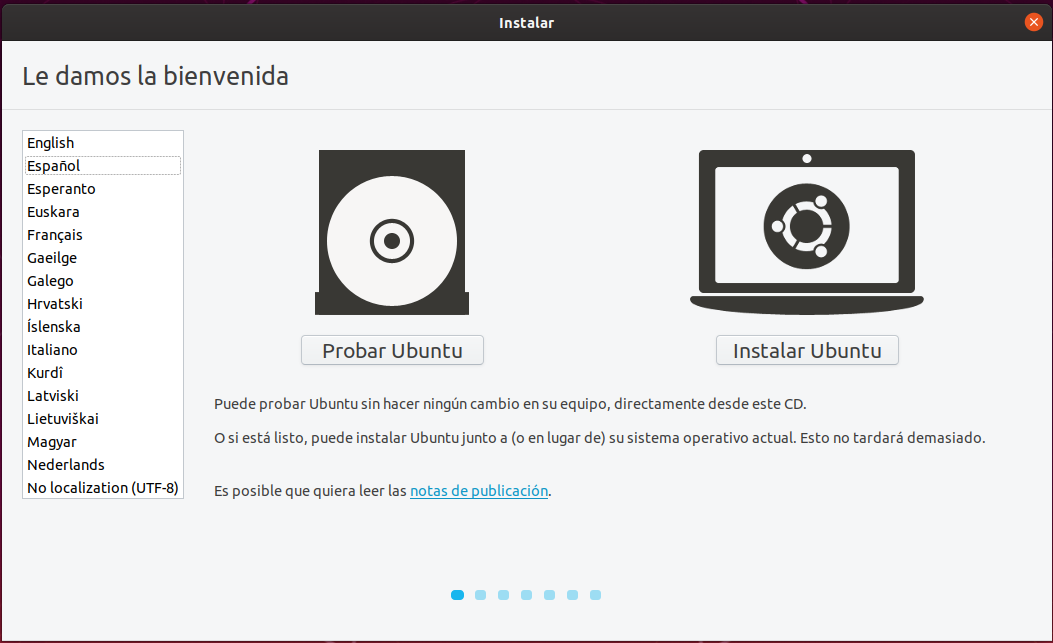 Instalar
Le damos la bienvenida
English
Español
Esperanto
Euskara
Français
Gaeilge
Galego
Hrvatski
Íslenska
Italiano
Kurdî
Latviski
Lietuviškai
Magyar
Nederlands
No localization (UTF-8)
Probar Ubuntu
Instalar Ubuntu
Puede probar Ubuntu sin hacer ningún cambio en su equipo, directamente desde este CD.
O si está listo, puede instalar Ubuntu junto a (o en lugar de) su sistema operativo actual. Esto no tardará demasiado.
Es posible que quiera leer las notas de publicación.